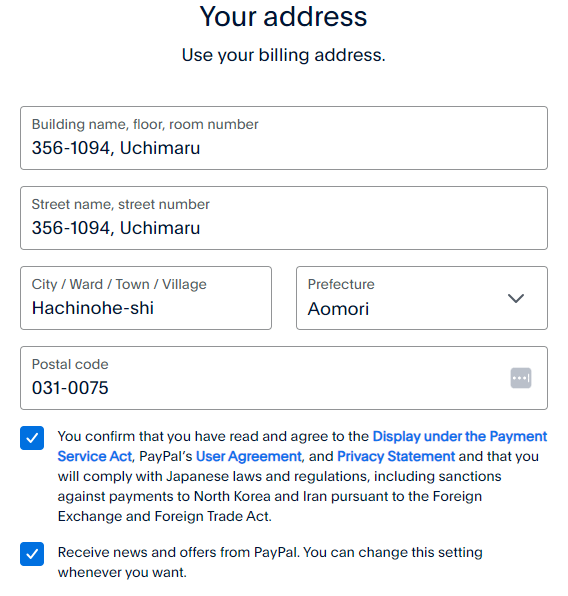 Your address
Use your billing address.
Building name, floor, room number
356-1094, Uchimaru
Street name, street number
356-1094, Uchimaru
City / Ward / Town / Village
Hachinohe-shi
Prefecture
Aomori
Postal code
031-0075
You confirm that you have read and agree to the Display under the Payment
Service Act, PayPal’s User Agreement, and Privacy Statement and that you
will comply with Japanese laws and regulations, including sanctions
against payments to North Korea and Iran pursuant to the Foreign
Exchange and Foreign Trade Act.
Receive news and offers from PayPal. You can change this setting
whenever you want.